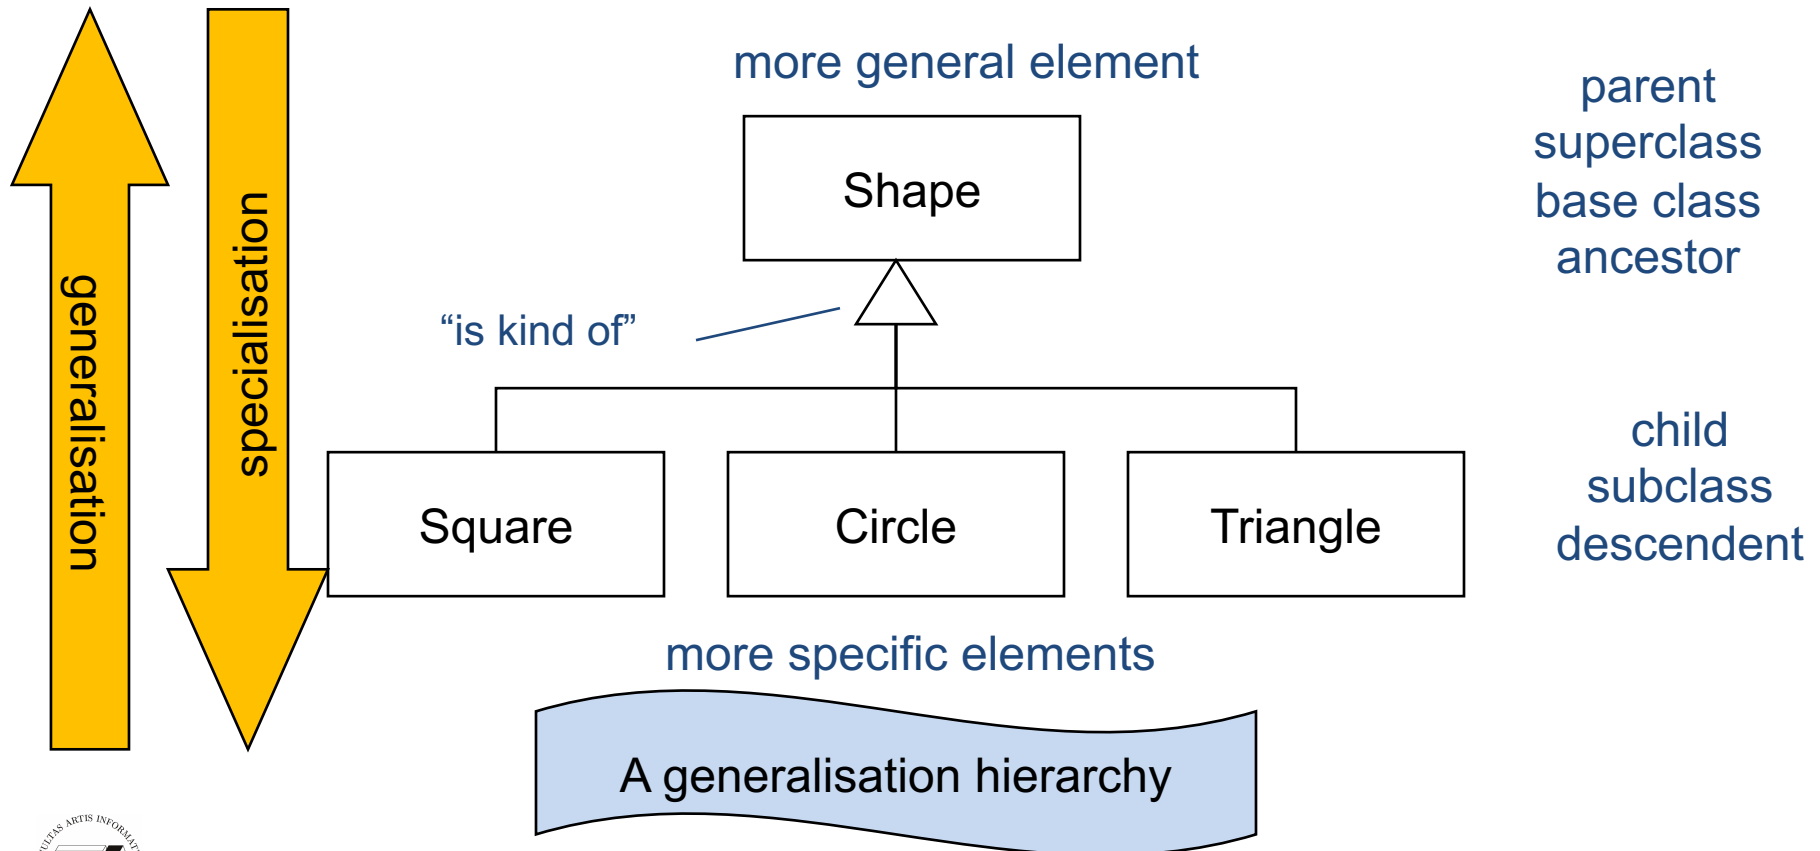 more general element
parent
superclass
base class
ancestor
Shape
generalisation
specialisation
“is kind of”
Square
Circle
Triangle
child
subclass
descendent
more specific elements
A generalisation hierarchy
ARTIS